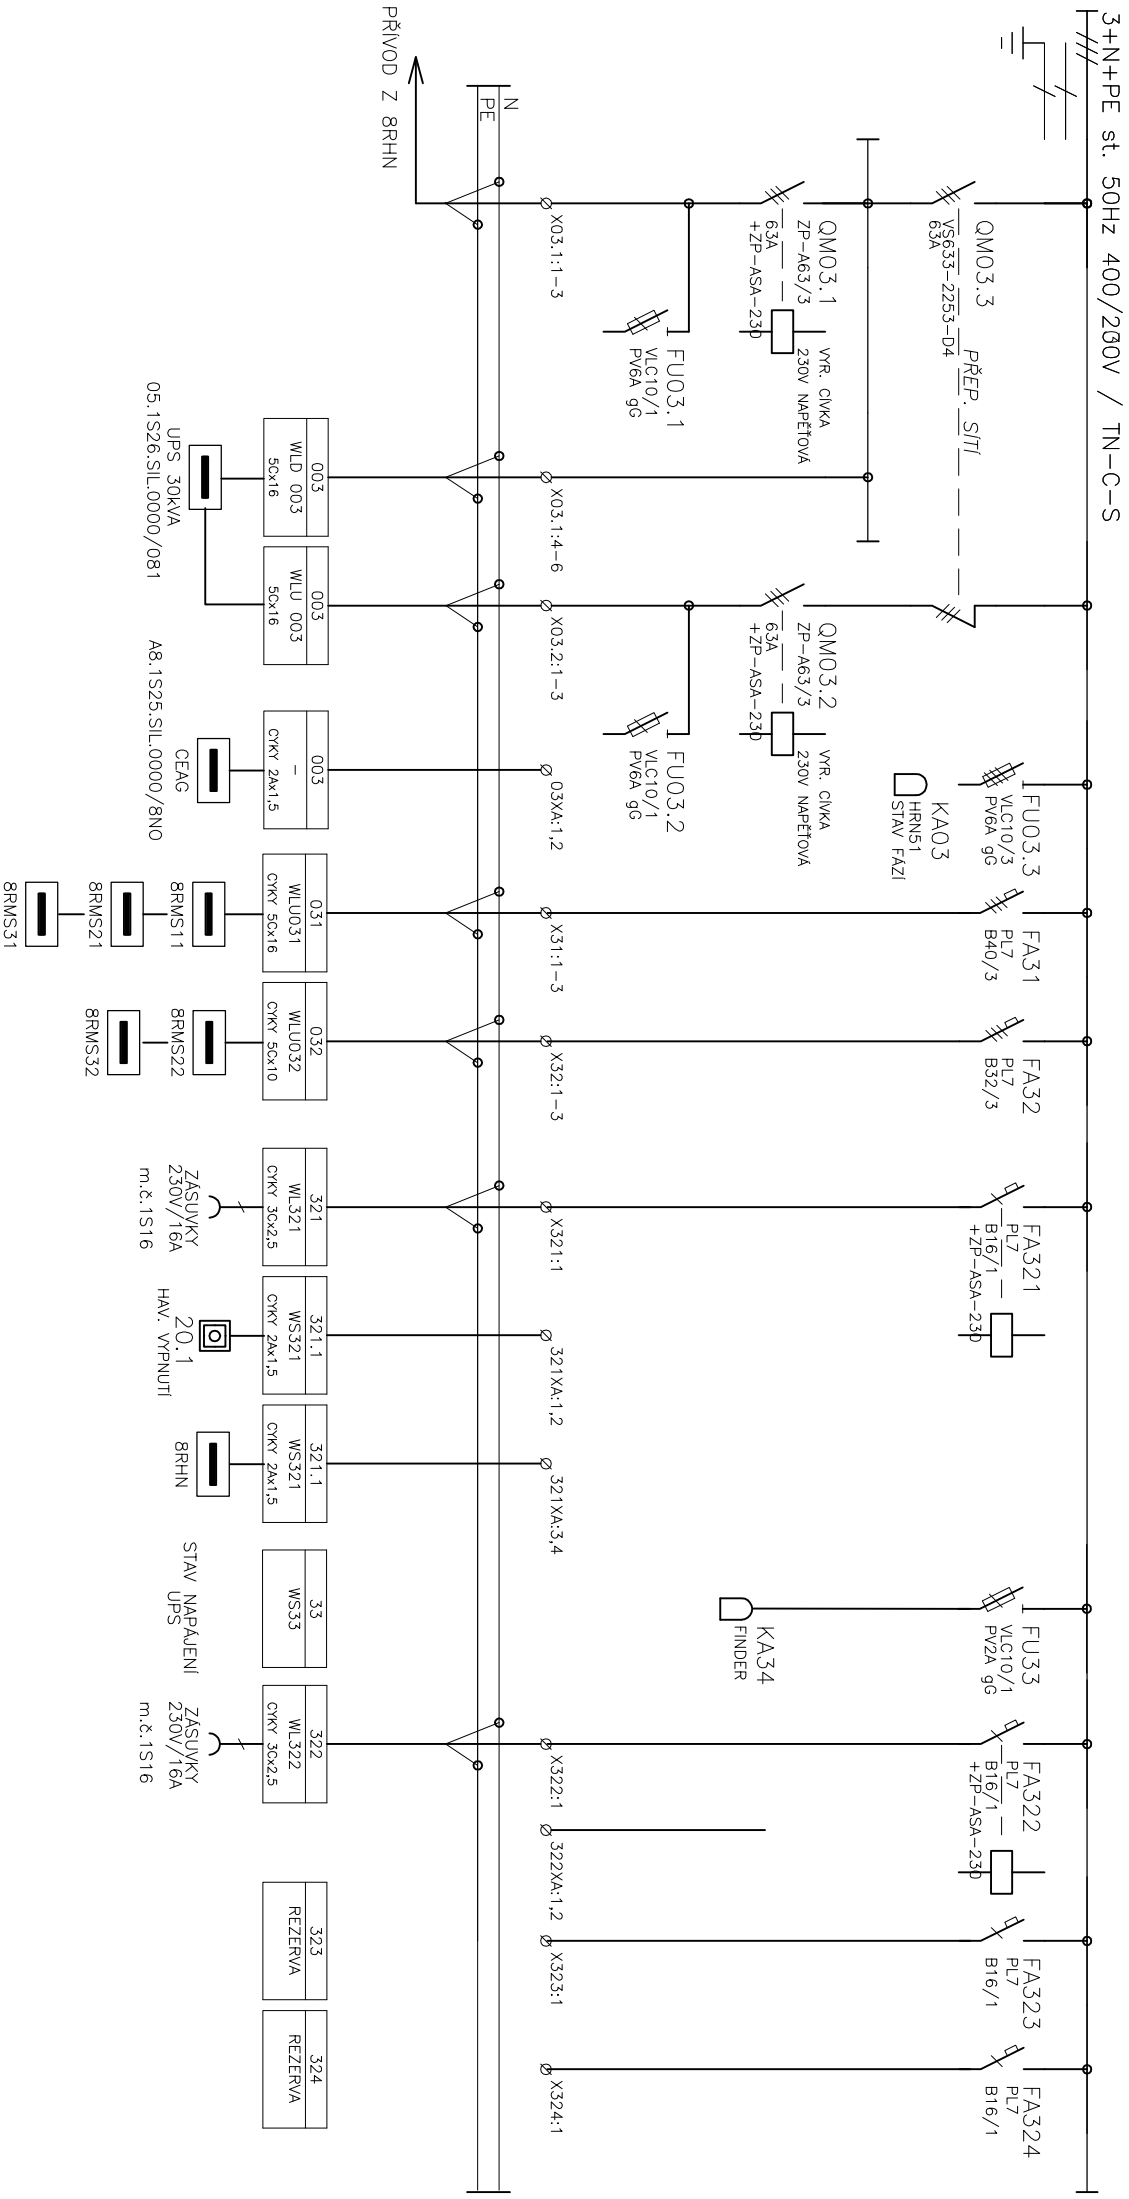 3+N+PE st. 50Hz 400/230V / TN-C-S
QM03.3
VS633-2253-D4
63A
PŘEP. SÍTÍ
QM03.1
ZP-A63/3
63A
+ZP-ASA-230
VYR. CÍVKA
230V NAPĚŤOVÁ
FU03.1
VLC10/1
PV6A gG
QM03.2
ZP-A63/3
63A
+ZP-ASA-230
VYR. CÍVKA
230V NAPĚŤOVÁ
FU03.2
VLC10/1
PV6A gG
FU03.3
VLC10/3
PV6A gG
KA03
HRN51
STAV FÁZÍ
FA31
PL7
B40/3
FA32
PL7
B32/3
FA321
PL7
B16/1
+ZP-ASA-230
FU33
VLC10/1
PV2A gG
KA34
FINDER
FA322
PL7
B16/1
+ZP-ASA-230
FA323
PL7
B16/1
FA324
PL7
B16/1
X03.1:1-3
X03.1:4-6
X03.2:1-3
03XA:1,2
X31:1-3
X32:1-3
X321:1
321XA:1,2
321XA:3,4
X322:1
322XA:1,2
X323:1
X324:1
N
PE
PŘÍVOD Z 8RHN
003
WLD 003
5Cx16
003
WLU 003
5Cx16
UPS 30kVA
05.1S26.SIL.0000/081
003
-
CYKY 2Ax1,5
CEAG
A8.1S25.SIL.0000/8NO
031
WLU031
CYKY 5Cx16
8RMS11
8RMS21
8RMS31
032
WLU032
CYKY 5Cx10
8RMS22
8RMS32
321
WL321
CYKY 3Cx2,5
ZÁSUVKY
230V/16A
m.č.1S16
321.1
WS321
CYKY 2Ax1,5
20.1
HAV. VYPNUTÍ
321.1
WS321
CYKY 2Ax1,5
8RHN
33
WS33
STAV NAPÁJENÍ
UPS
322
WL322
CYKY 3Cx2,5
ZÁSUVKY
230V/16A
m.č.1S16
323
REZERVA
324
REZERVA